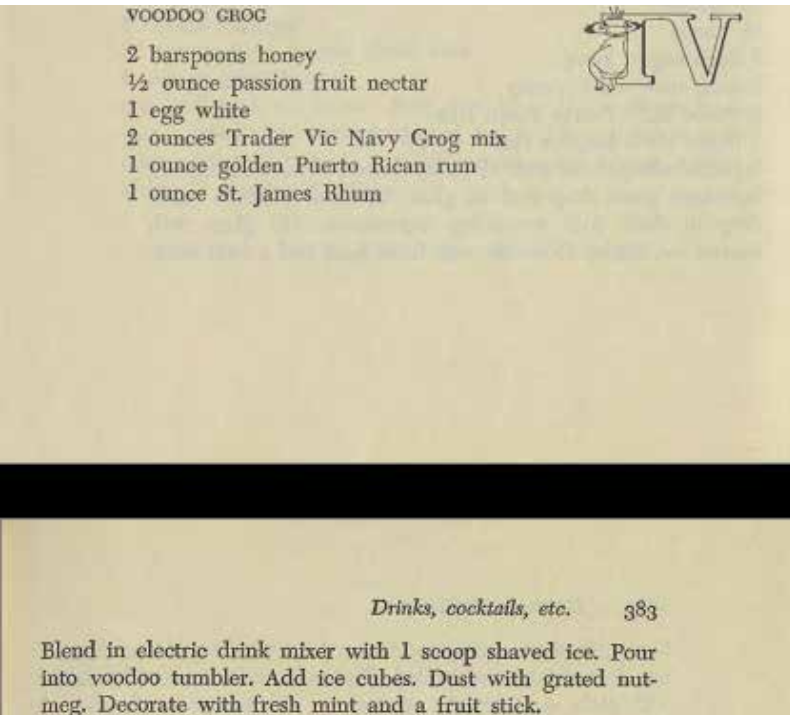 VOODOO GROG
TV
2 barspoons honey
½ ounce passion fruit nectar
1 egg white
2 ounces Trader Vic Navy Grog mix
1 ounce golden Puerto Rican rum
1 ounce St. James Rhum
Drinks, cocktails, etc. 383
Blend in electric drink mixer with 1 scoop shaved ice. Pour
into voodoo tumbler. Add ice cubes. Dust with grated nut-
meg. Decorate with fresh mint and a fruit stick.